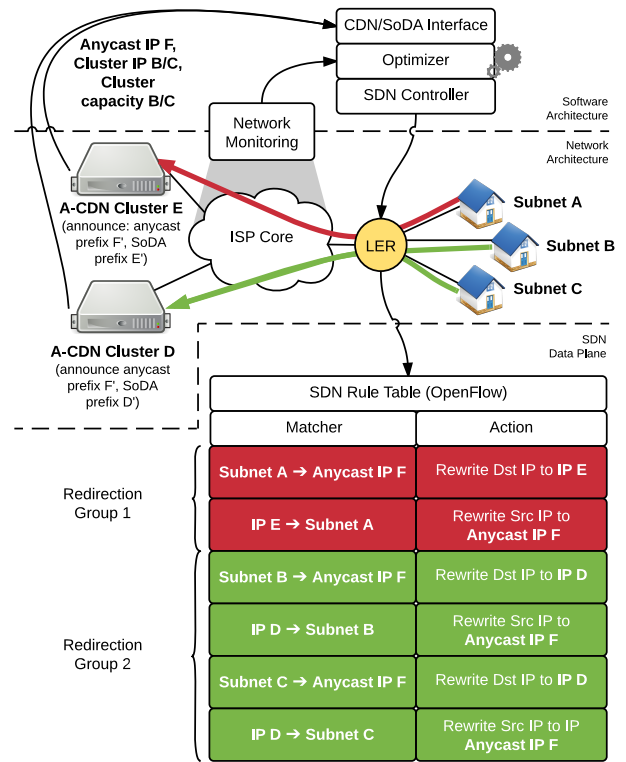 CDN/SoDA Interface
Optimizer
SDN Controller
Anycast IP F,
Cluster IP B/C,
Cluster
capacity B/C
Network
Monitoring
Software
Architecture
Network
Architecture
A-CDN Cluster E
(announce: anycast
prefix F', SoDA
prefix E')
ISP Core
LER
Subnet A
Subnet B
Subnet C
A-CDN Cluster D
(announce anycast
prefix F', SoDA
prefix D')
SDN
Data Plane
SDN Rule Table (OpenFlow)
Matcher
Action
Redirection
Group 1
Subnet A → Anycast IP F
Rewrite Dst IP to IP E
IP E → Subnet A
Rewrite Src IP to
Anycast IP F
Redirection
Group 2
Subnet B → Anycast IP F
Rewrite Dst IP to IP D
IP D → Subnet B
Rewrite Src IP to
Anycast IP F
Subnet C → Anycast IP F
Rewrite Dst IP to IP D
IP D → Subnet C
Rewrite Src IP to IP
Anycast IP F